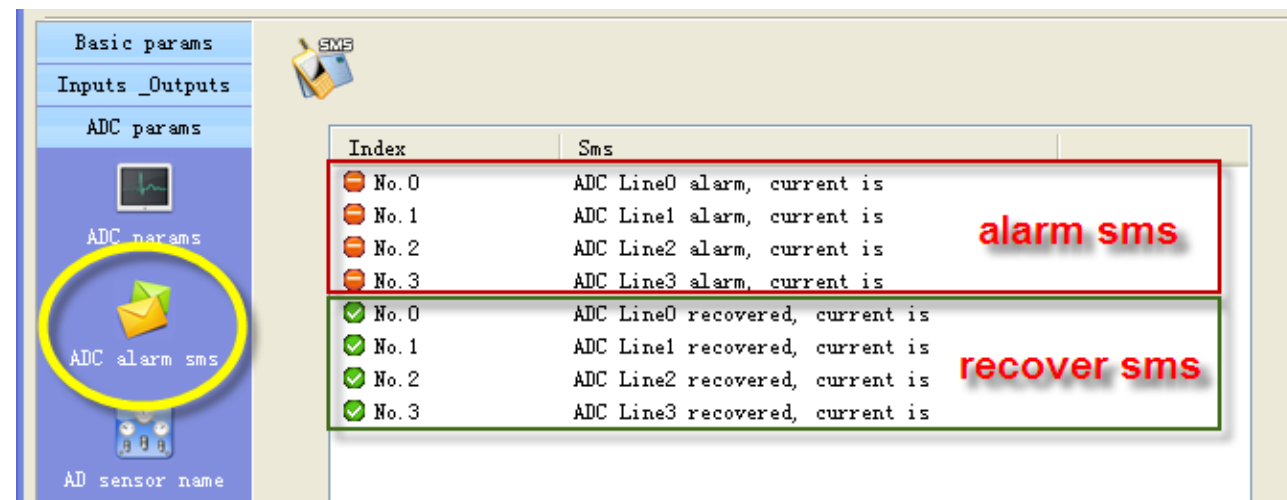 Basic params
Inputs _Outputs
ADC params
ADC params
ADC alarm sms
AD sensor name
SMS
Index Sms
No. 0 ADC Line0 alarm, current is
No. 1 ADC Line1 alarm, current is
No. 2 ADC Line2 alarm, current is
No. 3 ADC Line3 alarm, current is
alarm sms
No. 0 ADC Line0 recovered, current is
No. 1 ADC Line1 recovered, current is
No. 2 ADC Line2 recovered, current is
No. 3 ADC Line3 recovered, current is
recover sms